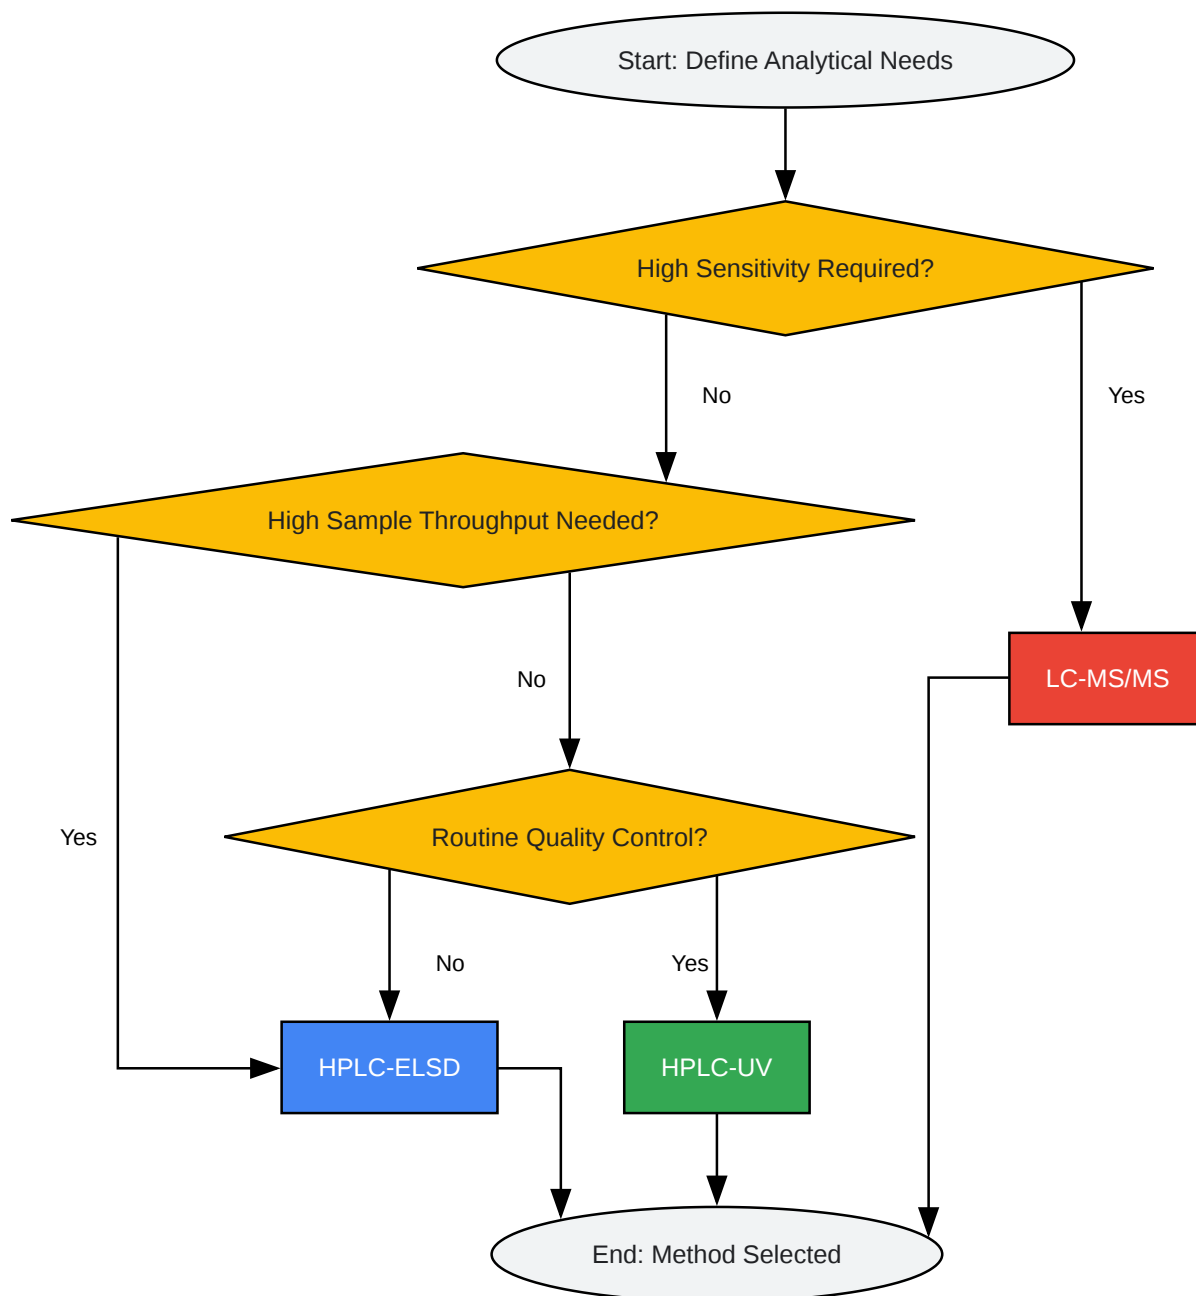 Start: Define Analytical Needs
High Sensitivity Required?
No
Yes
High Sample Throughput Needed?
No
LC-MS/MS
Yes
Routine Quality Control?
No
Yes
HPLC-ELSD
HPLC-UV
End: Method Selected